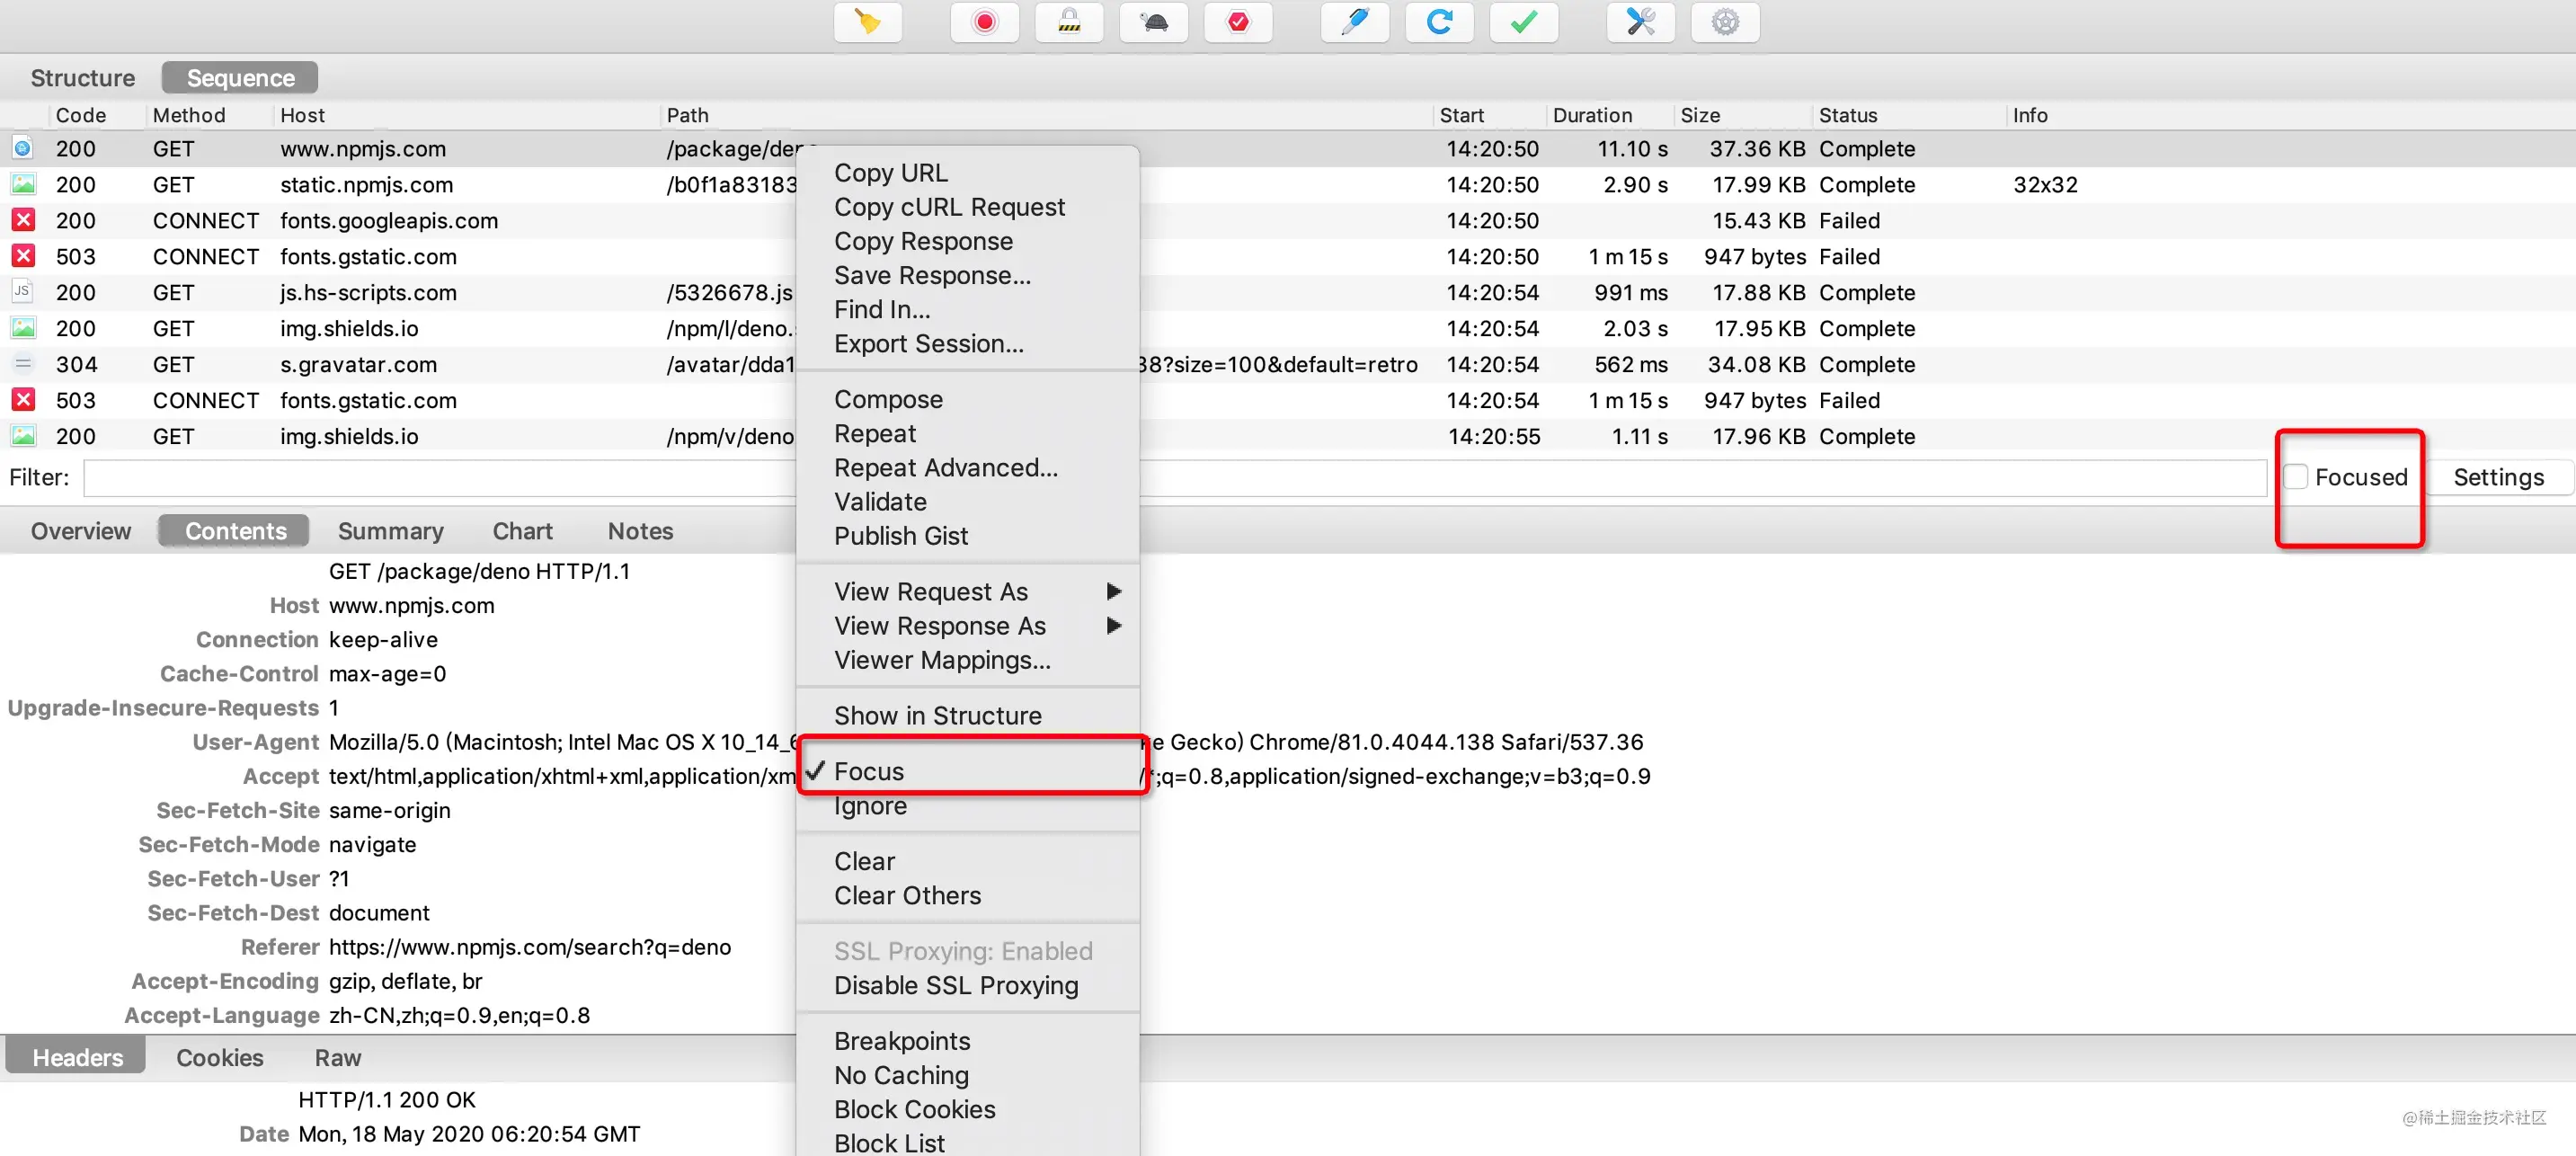 Structure Sequence
Code Method Host Path Start Duration Size Status Info
200 GET www.npmjs.com /package/deno 14:20:50 11.10 s 37.36 KB Complete
200 GET static.npmjs.com /b0f1a83183 14:20:50 2.90 s 17.99 KB Complete 32x32
200 CONNECT fonts.googleapis.com 14:20:50 15.43 KB Failed
503 CONNECT fonts.gstatic.com 14:20:50 1 m 15 s 947 bytes Failed
JS 200 GET js.hs-scripts.com /5326678.js 14:20:54 991 ms 17.88 KB Complete
200 GET img.shields.io /npm/l/deno. 14:20:54 2.03 s 17.95 KB Complete
304 GET s.gravatar.com /avatar/dda1 38?size=100&default=retro 14:20:54 562 ms 34.08 KB Complete
503 CONNECT fonts.gstatic.com 14:20:54 1 m 15 s 947 bytes Failed
200 GET img.shields.io /npm/v/deno 14:20:55 1.11 s 17.96 KB Complete
Filter: Focused Settings
Overview Contents Summary Chart Notes
GET /package/deno HTTP/1.1
Host www.npmjs.com
Connection keep-alive
Cache-Control max-age=0
Upgrade-Insecure-Requests 1
User-Agent Mozilla/5.0 (Macintosh; Intel Mac OS X 10_14_6 ke Gecko) Chrome/81.0.4044.138 Safari/537.36
Accept text/html,application/xhtml+xml,application/xm /*;q=0.8,application/signed-exchange;v=b3;q=0.9
Sec-Fetch-Site same-origin
Sec-Fetch-Mode navigate
Sec-Fetch-User ?1
Sec-Fetch-Dest document
Referer https://www.npmjs.com/search?q=deno
Accept-Encoding gzip, deflate, br
Accept-Language zh-CN,zh;q=0.9,en;q=0.8
Headers Cookies Raw
HTTP/1.1 200 OK
Date Mon, 18 May 2020 06:20:54 GMT
Copy URL
Copy cURL Request
Copy Response
Save Response...
Find In...
Export Session...
Compose
Repeat
Repeat Advanced...
Validate
Publish Gist
View Request As
View Response As
Viewer Mappings...
Show in Structure
Focus
Ignore
Clear
Clear Others
SSL Proxying: Enabled
Disable SSL Proxying
Breakpoints
No Caching
Block Cookies
Block List
@稀土掘金技术社区